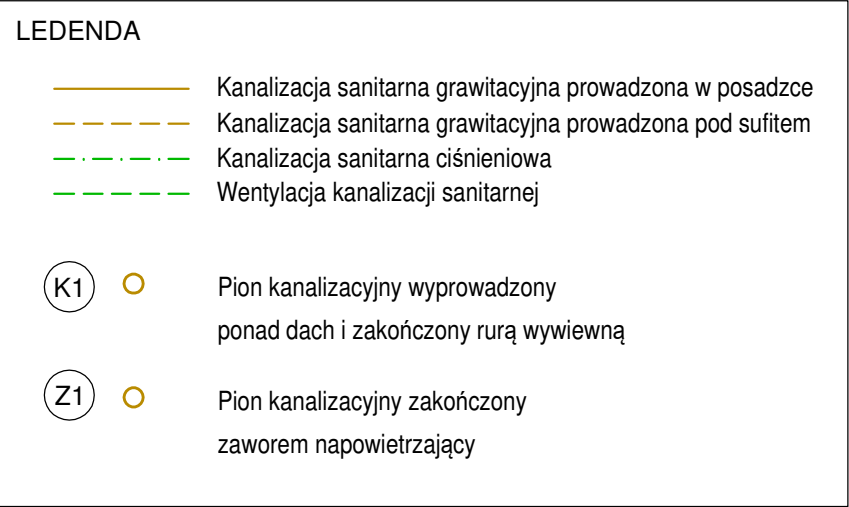 LEDENDA
Kanalizacja sanitarna grawitacyjna prowadzona w posadzce
Kanalizacja sanitarna grawitacyjna prowadzona pod sufitem
Kanalizacja sanitarna ciśnieniowa
Wentylacja kanalizacji sanitarnej
K1
Pion kanalizacyjny wyprowadzony
ponad dach i zakończony rurą wywiewną
Z1
Pion kanalizacyjny zakończony
zaworem napowietrzający